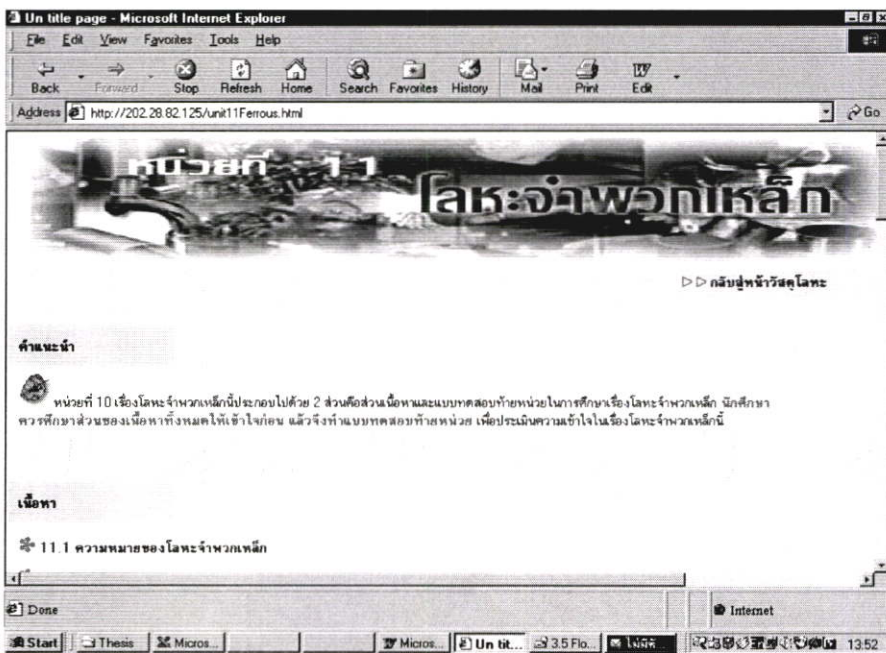 Un title page - Microsoft Internet Explorer
File Edit View Favorites Tools Help
Back Forward Stop Refresh Home Search Favorites History Mail Print Edit
Address http://202.28.82.125/unit11Ferrous.html Go
หน่วยที่ 11
โลหะจำพวกเหล็ก
▷▷ กลับสู่หน้าวัสดุโลหะ
คำแนะนำ
หน่วยที่ 10 เรื่องโลหะจำพวกเหล็กนี้ประกอบไปด้วย 2 ส่วนคือส่วนเนื้อหาและแบบทดสอบท้ายหน่วยในการศึกษาเรื่องโลหะจำพวกเหล็ก นักศึกษา
ควรศึกษาส่วนของเนื้อหาทั้งหมดให้เข้าใจก่อน แล้วจึงทำแบบทดสอบท้ายหน่วย เพื่อประเมินความเข้าใจในเรื่องโลหะจำพวกเหล็กนี้
เนื้อหา
11.1 ความหมายของโลหะจำพวกเหล็ก
Done Internet
Start Thesis Micros... Micros... Un tit... 3.5 Flo... 13:52